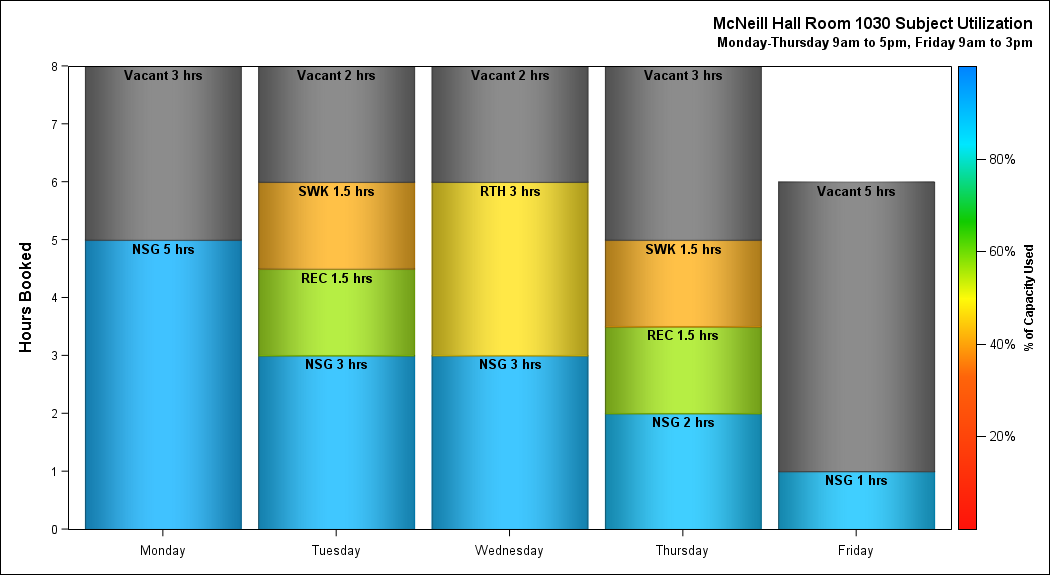 McNeill Hall Room 1030 Subject Utilization
Monday-Thursday 9am to 5pm, Friday 9am to 3pm
Hours Booked
8
7
6
5
4
3
2
1
0
Vacant 3 hrs
NSG 5 hrs
Vacant 2 hrs
SWK 1.5 hrs
REC 1.5 hrs
NSG 3 hrs
Vacant 2 hrs
RTH 3 hrs
NSG 3 hrs
Vacant 3 hrs
SWK 1.5 hrs
REC 1.5 hrs
NSG 2 hrs
Vacant 5 hrs
NSG 1 hrs
Monday
Tuesday
Wednesday
Thursday
Friday
80%
60%
40%
20%
% of Capacity Used